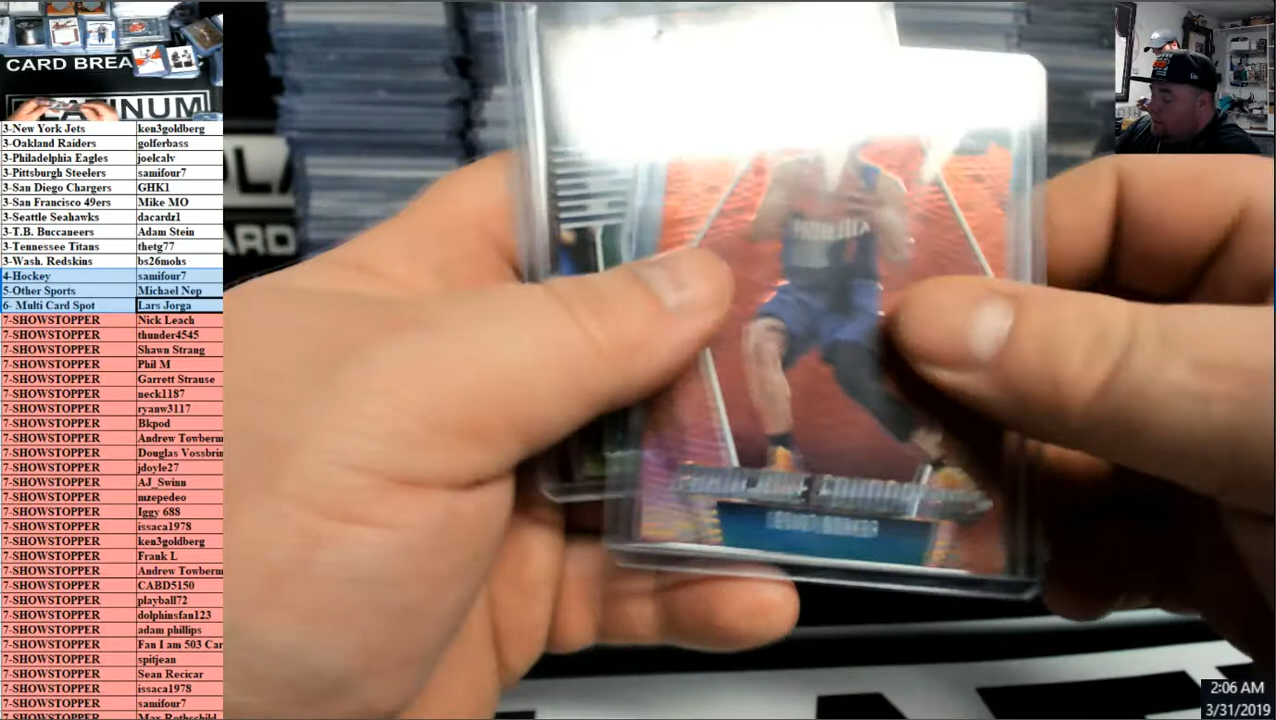 CARD BREA
PLATINUM
3-New York Jets ken3goldberg
3-Oakland Raiders golferbass
3-Philadelphia Eagles joelcalv
3-Pittsburgh Steelers samifour7
3-San Diego Chargers GHK1
3-San Francisco 49ers Mike MO
3-Seattle Seahawks dacardz1
3-T.B. Buccaneers Adam Stein
3-Tennessee Titans thetg77
3-Wash. Redskins bs26mohs
4-Hockey samifour7
5-Other Sports Michael Nep
6- Multi Card Spot Lars Jorga
7-SHOWSTOPPER Nick Leach
7-SHOWSTOPPER thunder4545
7-SHOWSTOPPER Shawn Strang
7-SHOWSTOPPER Phil M
7-SHOWSTOPPER Garrett Strause
7-SHOWSTOPPER neck1187
7-SHOWSTOPPER ryanw3117
7-SHOWSTOPPER Bkpod
7-SHOWSTOPPER Andrew Towberm
7-SHOWSTOPPER Douglas Vossbrin
7-SHOWSTOPPER jdoyle27
7-SHOWSTOPPER AJ_Swinn
7-SHOWSTOPPER mzepedeo
7-SHOWSTOPPER Iggy 688
7-SHOWSTOPPER issaca1978
7-SHOWSTOPPER ken3goldberg
7-SHOWSTOPPER Frank L
7-SHOWSTOPPER Andrew Towberm
7-SHOWSTOPPER CABD5150
7-SHOWSTOPPER playball72
7-SHOWSTOPPER dolphinsfan123
7-SHOWSTOPPER adam phillips
7-SHOWSTOPPER Fan I am 503 Car
7-SHOWSTOPPER spitjean
7-SHOWSTOPPER Sean Recicar
7-SHOWSTOPPER issaca1978
7-SHOWSTOPPER samifour7
7-SHOWSTOPPER Max Rothschild
ARD
2:06 AM
3/31/2019